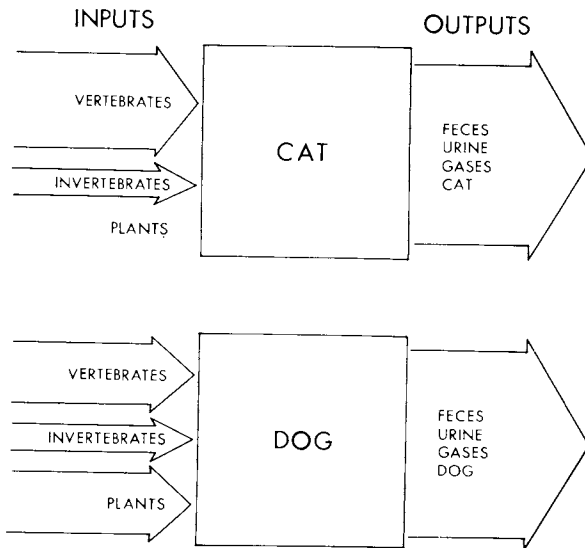 INPUTS
OUTPUTS
VERTEBRATES
INVERTEBRATES
PLANTS
CAT
FECES
URINE
GASES
CAT
VERTEBRATES
INVERTEBRATES
PLANTS
DOG
FECES
URINE
GASES
DOG